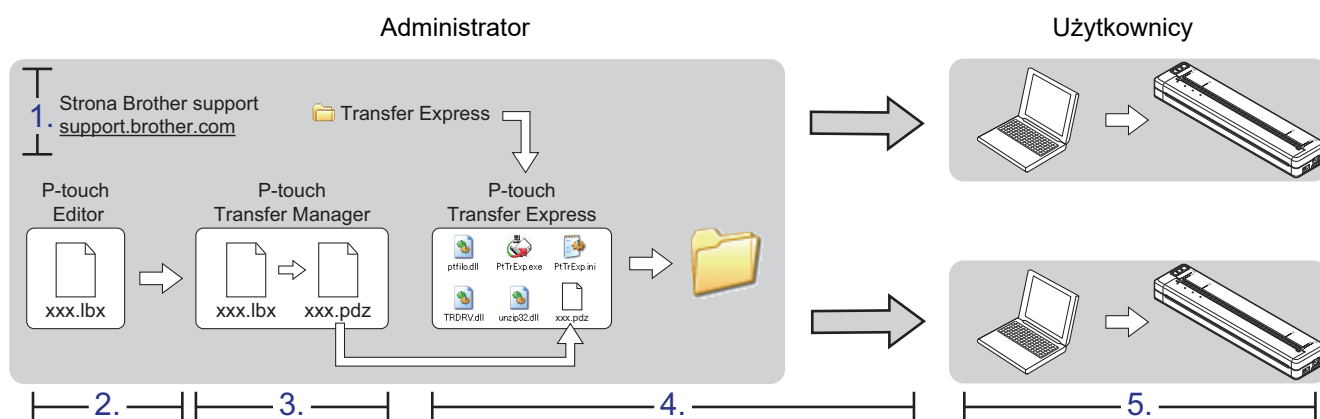 Administrator
Użytkownicy
1.
Strona Brother support
support.brother.com
Transfer Express
P-touch
Editor
xxx.lbx
P-touch
Transfer Manager
xxx.lbx
xxx.pdz
P-touch
Transfer Express
ptfilo.dll
PtTrExp.exe
PtTrExp.ini
TRDRV.dll
unzip32.dll
xxx.pdz
2.
3.
4.
5.